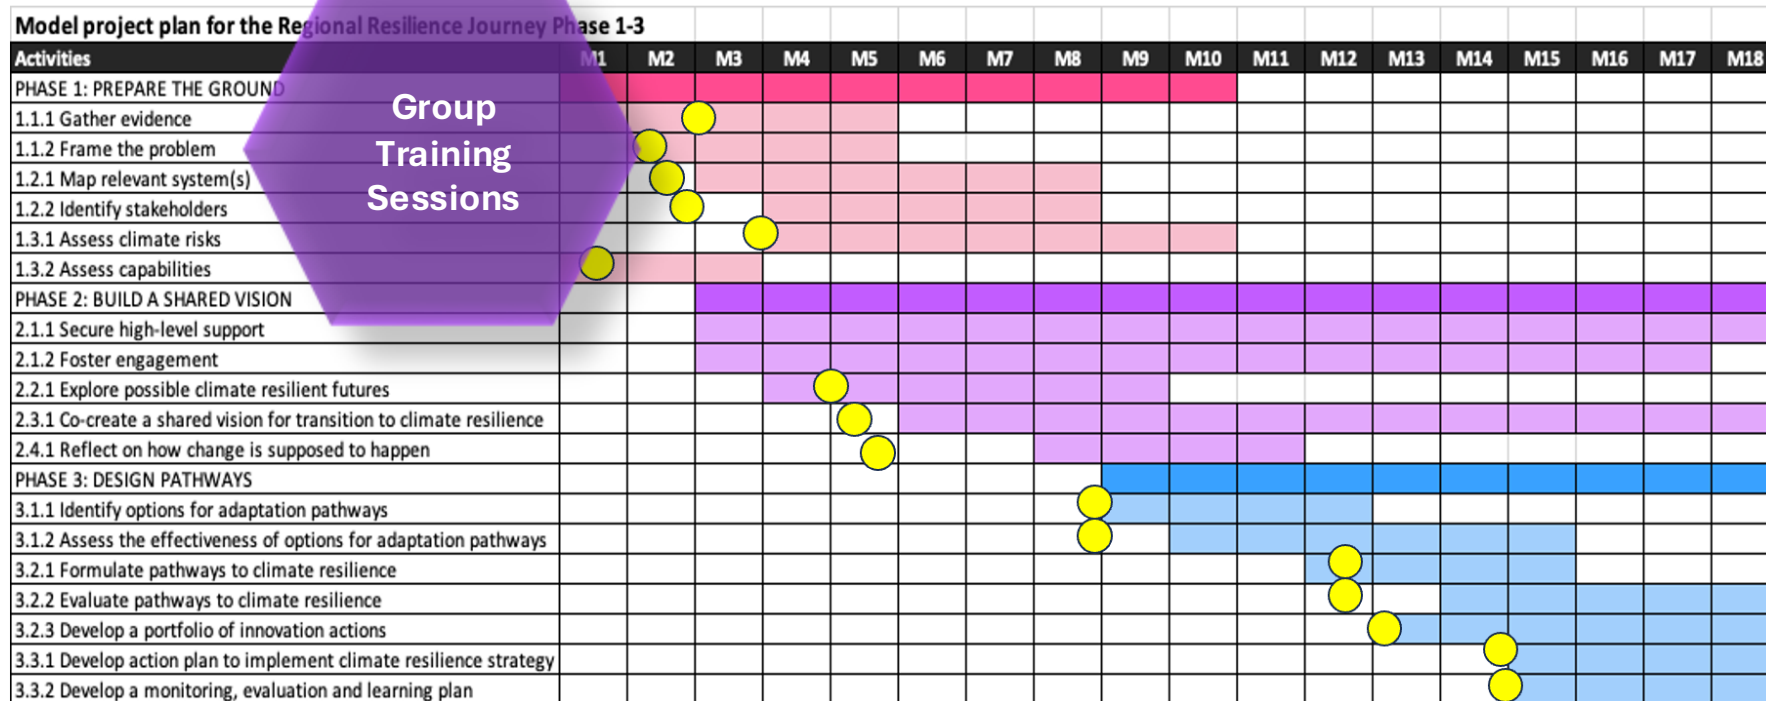 Model project plan for the Regional Resilience Journey Phase 1-3
Activities M1 M2 M3 M4 M5 M6 M7 M8 M9 M10 M11 M12 M13 M14 M15 M16 M17 M18
PHASE 1: PREPARE THE GROUND
Group
Training
Sessions
1.1.1 Gather evidence
1.1.2 Frame the problem
1.2.1 Map relevant system(s)
1.2.2 Identify stakeholders
1.3.1 Assess climate risks
1.3.2 Assess capabilities
PHASE 2: BUILD A SHARED VISION
2.1.1 Secure high-level support
2.1.2 Foster engagement
2.2.1 Explore possible climate resilient futures
2.3.1 Co-create a shared vision for transition to climate resilience
2.4.1 Reflect on how change is supposed to happen
PHASE 3: DESIGN PATHWAYS
3.1.1 Identify options for adaptation pathways
3.1.2 Assess the effectiveness of options for adaptation pathways
3.2.1 Formulate pathways to climate resilience
3.2.2 Evaluate pathways to climate resilience
3.2.3 Develop a portfolio of innovation actions
3.3.1 Develop action plan to implement climate resilience strategy
3.3.2 Develop a monitoring, evaluation and learning plan